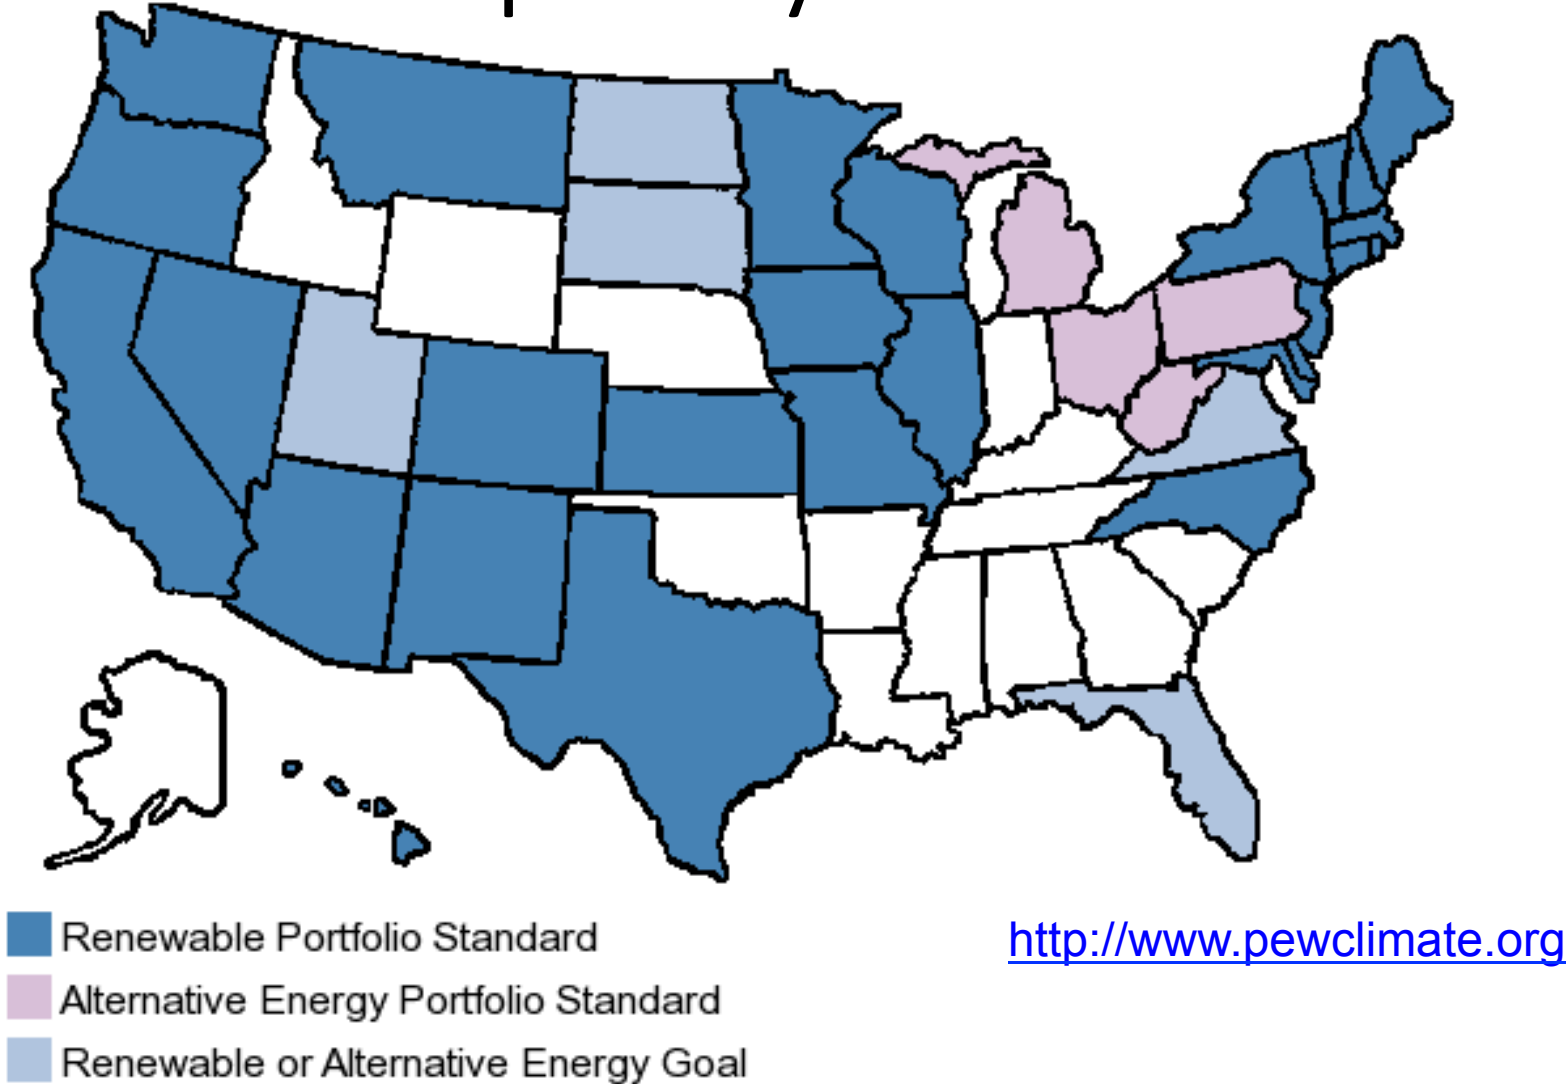 Renewable Portfolio Standard
http://www.pewclimate.org
Alternative Energy Portfolio Standard
Renewable or Alternative Energy Goal